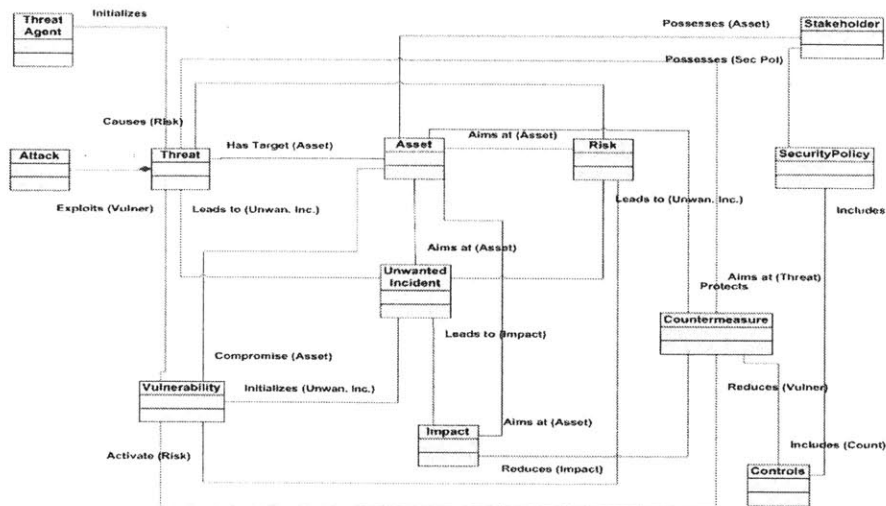 Threat
Agent
Initializes
Possesses (Asset)
Stakeholder
Possesses (Sec Pol)
Causes (Risk)
Attack
Threat
Has Target (Asset)
Asset
Aims at (Asset)
Risk
SecurityPolicy
Exploits (Vulner)
Leads to (Unwan. Inc.)
Leads to (Unwan. Inc.)
Includes
Aims at (Asset)
Unwanted
Incident
Aims at (Threat)
Protects
Countermeasure
Leads to (Impact)
Compromise (Asset)
Vulnerability
Initializes (Unwan. Inc.)
Reduces (Vulner)
Impact
Aims at (Asset)
Activate (Risk)
Reduces (Impact)
Includes (Count)
Controls